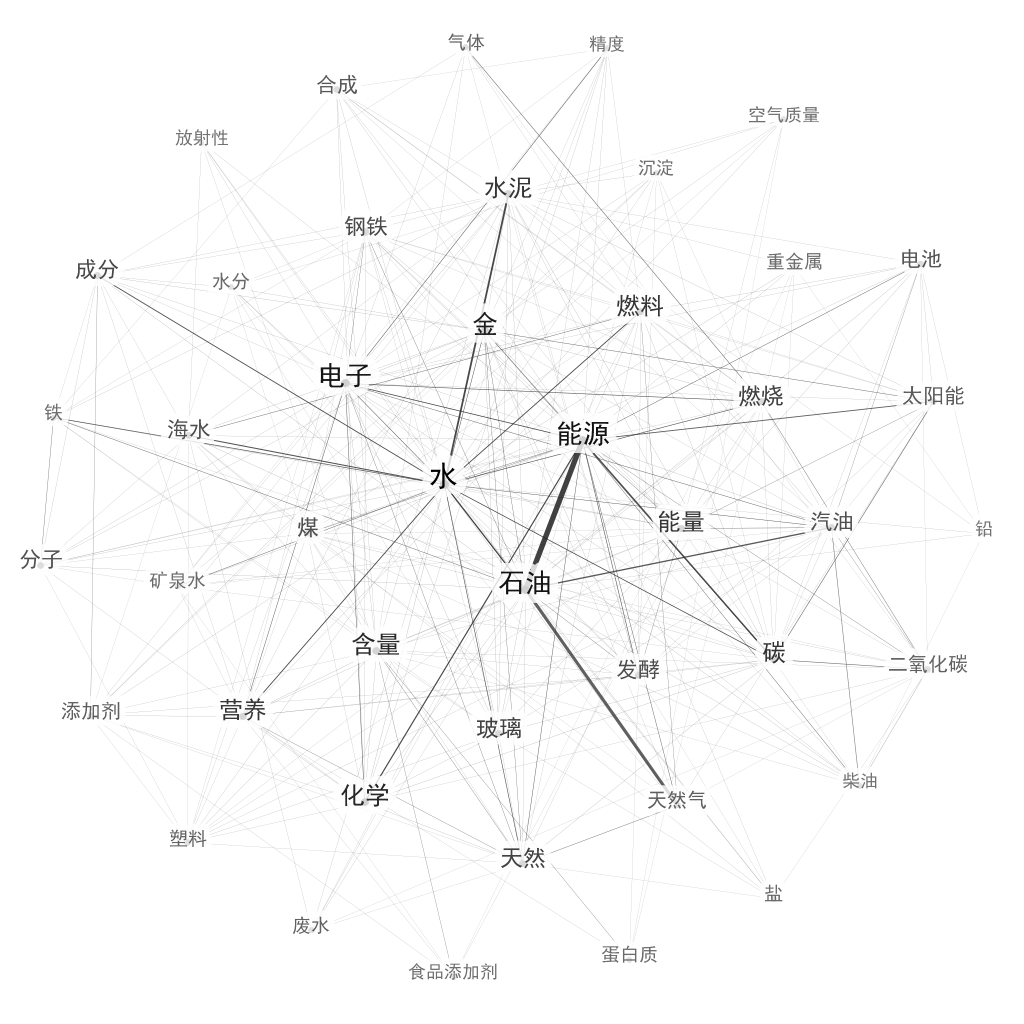 气体
精度
合成
空气质量
放射性
沉淀
水泥
钢铁
电池
重金属
成分
水分
燃料
金
电子
燃烧
太阳能
铁
海水
能源
水
能量
汽油
煤
铅
分子
矿泉水
石油
含量
碳
发酵
二氧化碳
添加剂
营养
玻璃
柴油
化学
天然气
塑料
天然
盐
废水
蛋白质
食品添加剂